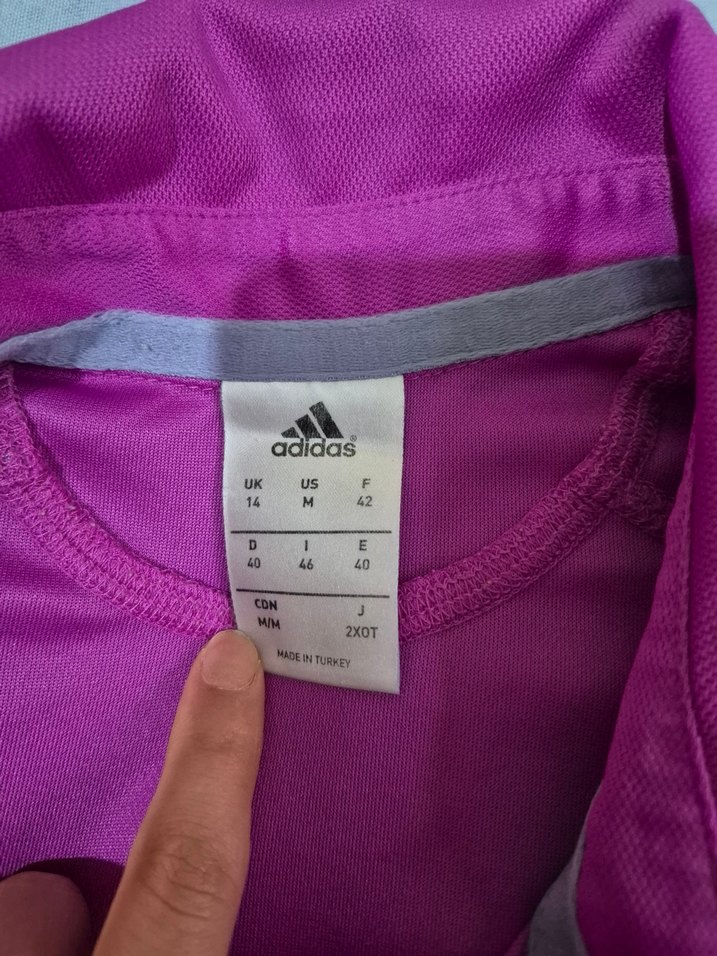 adidas®
UK US F
14 M 42
D I E
40 46 40
CDN J
M/M 2XOT
MADE IN TURKEY